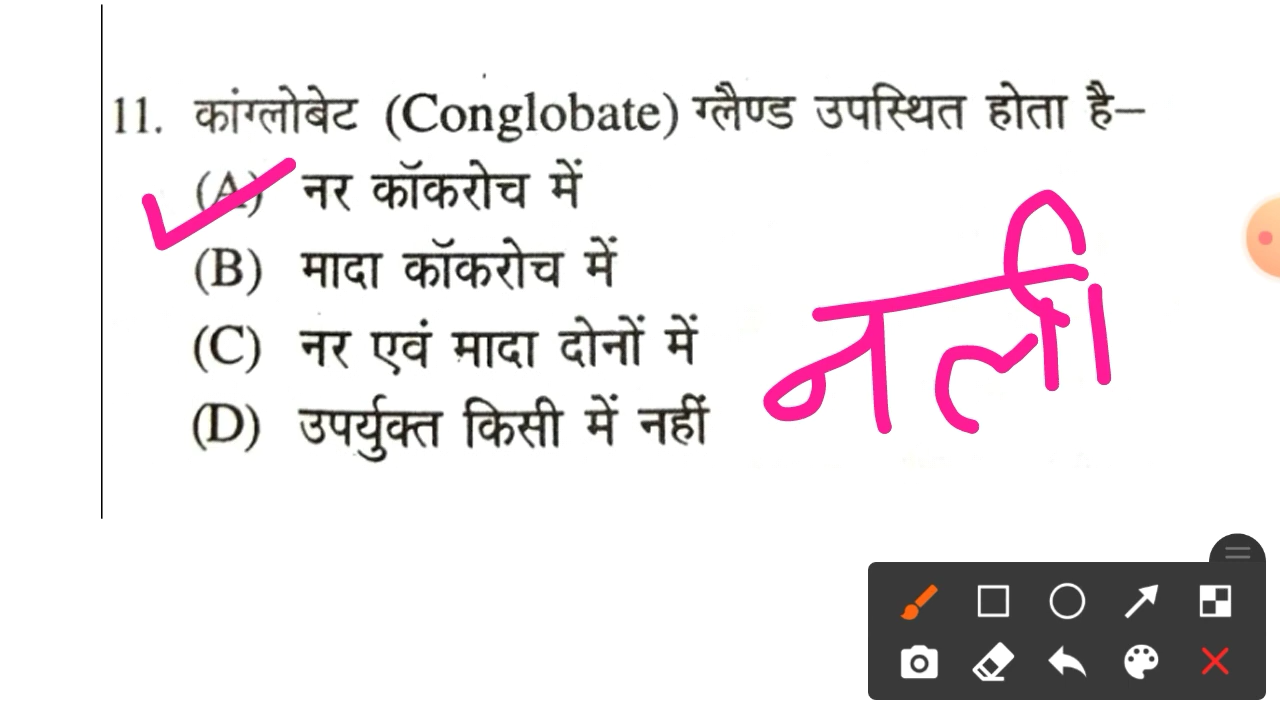 11. कांग्लोबेट (Conglobate) ग्लैण्ड उपस्थित होता है–
(A) नर कॉकरोच में
(B) मादा कॉकरोच में
(C) नर एवं मादा दोनों में
(D) उपर्युक्त किसी में नहीं
नली